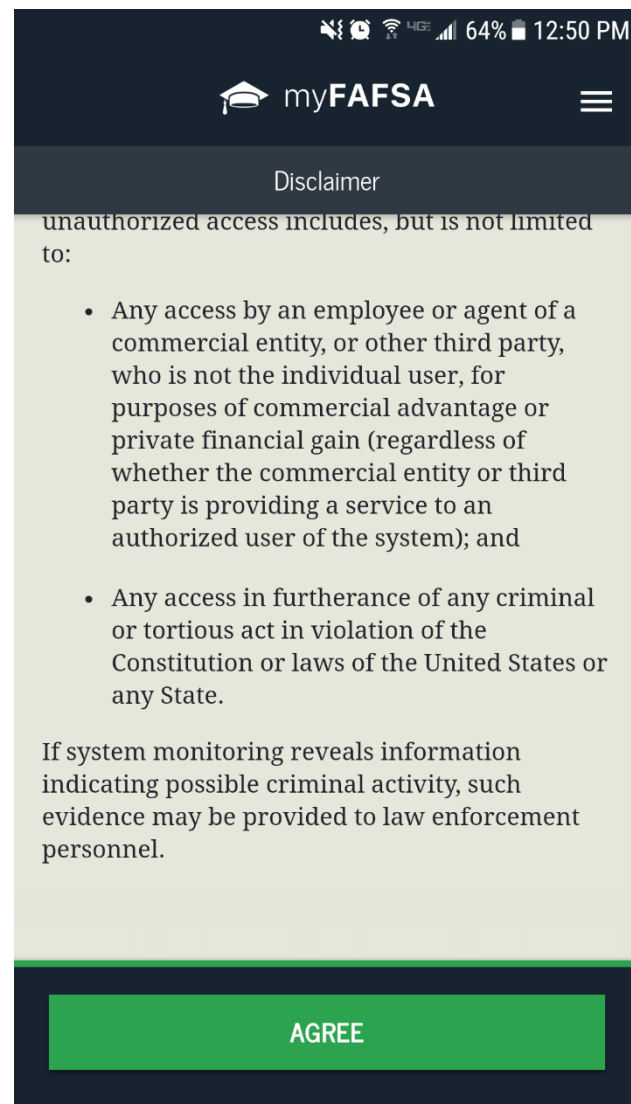 4GE 64% 12:50 PM
myFAFSA
Disclaimer
unauthorized access includes, but is not limited
to:
• Any access by an employee or agent of a
commercial entity, or other third party,
who is not the individual user, for
purposes of commercial advantage or
private financial gain (regardless of
whether the commercial entity or third
party is providing a service to an
authorized user of the system); and
• Any access in furtherance of any criminal
or tortious act in violation of the
Constitution or laws of the United States or
any State.
If system monitoring reveals information
indicating possible criminal activity, such
evidence may be provided to law enforcement
personnel.
AGREE